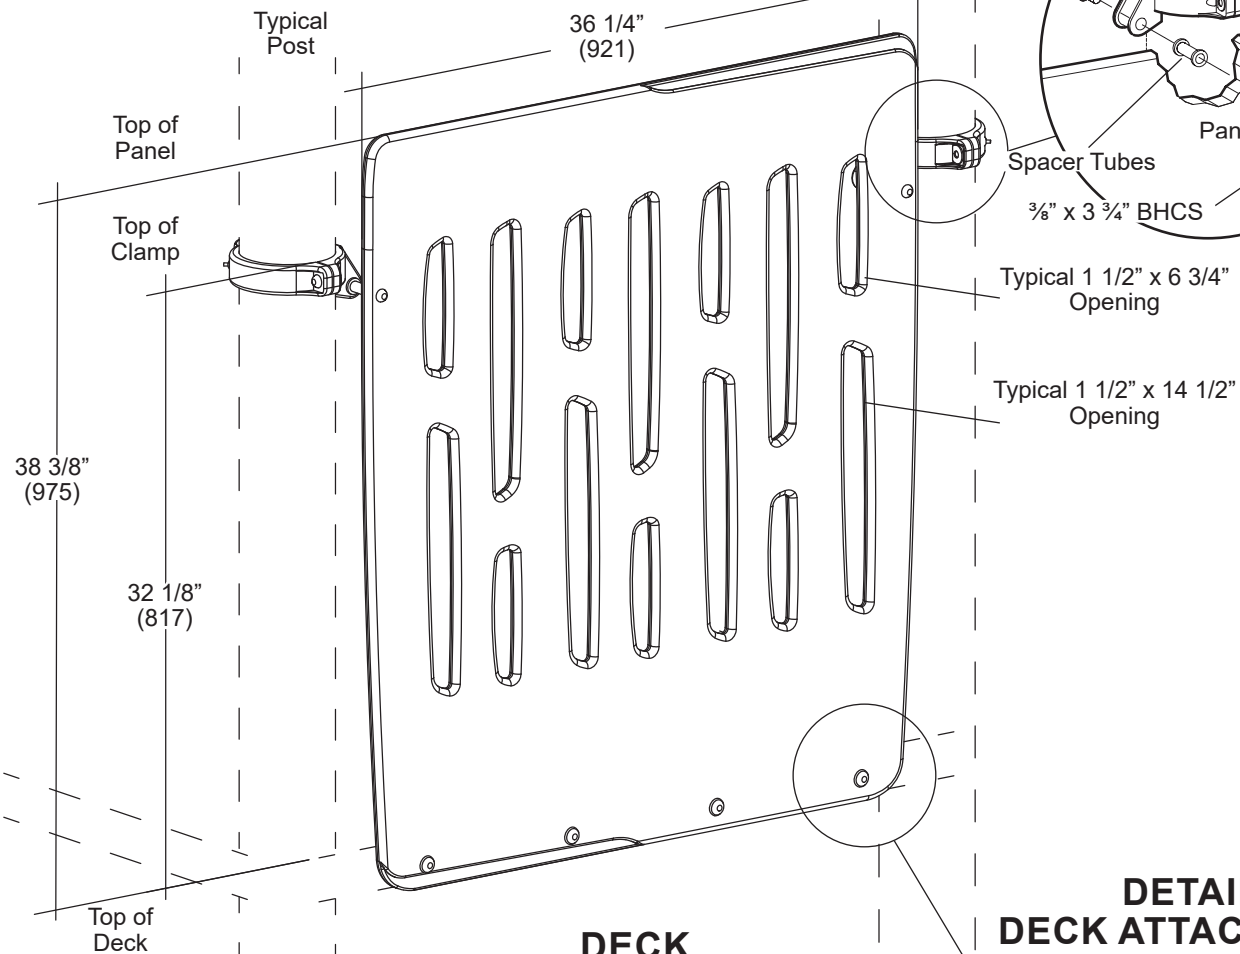 Typical
Post
36 1/4”
(921)
Top of
Panel
Pan
Spacer Tubes
⅜” x 3 ¾” BHCS
Top of
Clamp
Typical 1 1/2” x 6 3/4”
Opening
Typical 1 1/2” x 14 1/2”
Opening
38 3/8”
(975)
32 1/8”
(817)
Top of
Deck
DECK
DETAI
DECK ATTAC